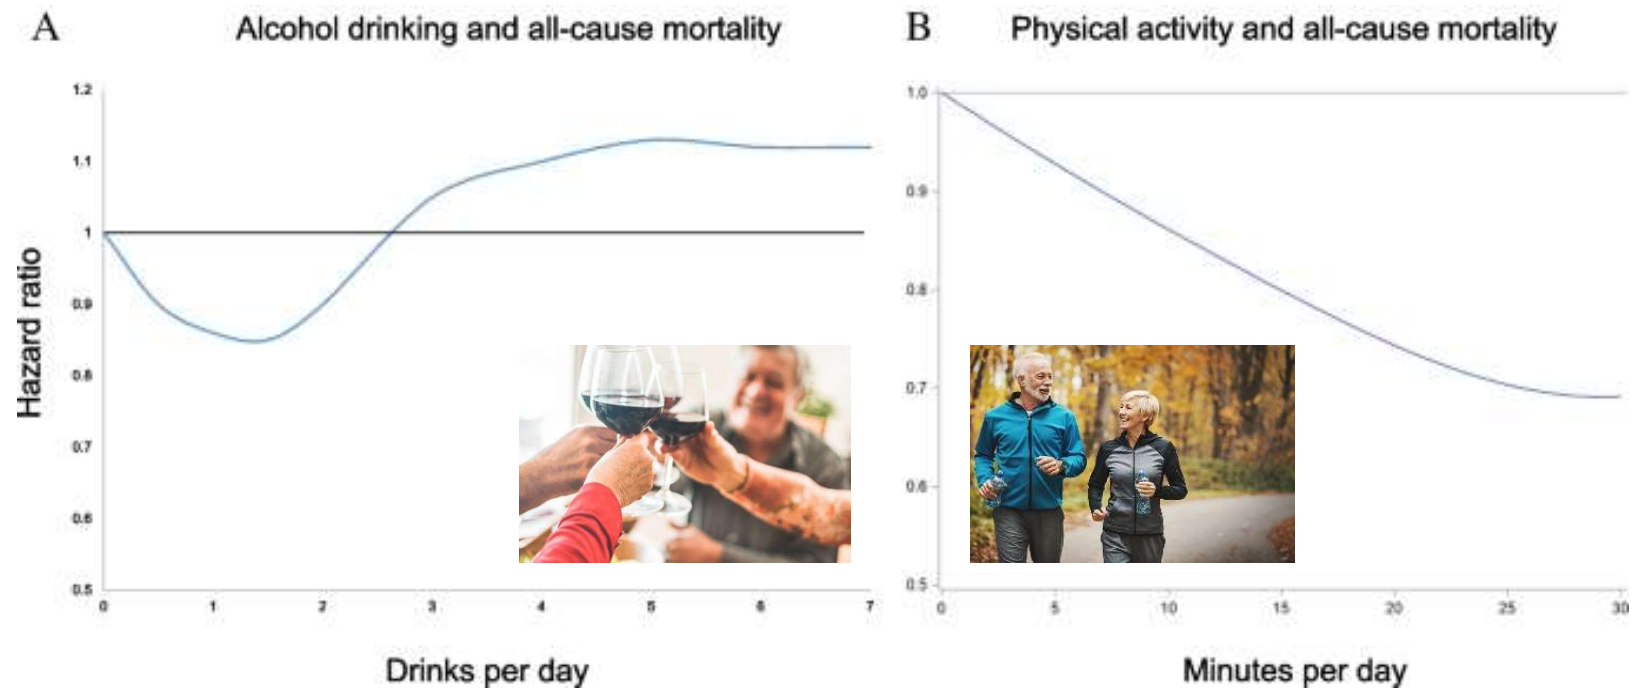 A
Alcohol drinking and all-cause mortality
Hazard ratio
1.2
1.1
1
0.9
0.8
0.7
0.6
0.5
0 1 2 3 4 5 6 7
Drinks per day
B
Physical activity and all-cause mortality
1.0
0.9
0.8
0.7
0.6
0.5
0 5 10 15 20 25 30
Minutes per day